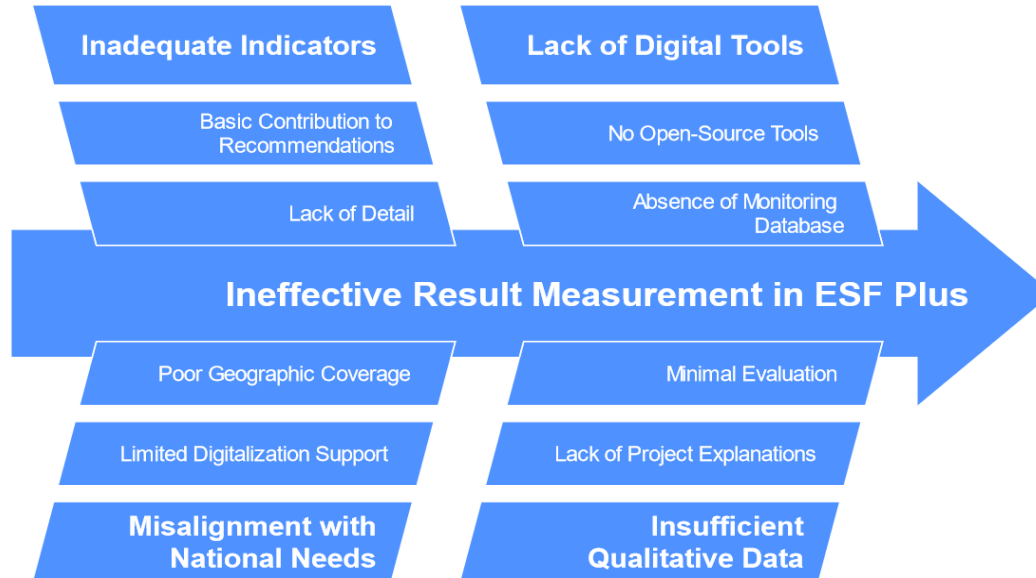 Inadequate Indicators
Basic Contribution to
Recommendations
Lack of Detail
Lack of Digital Tools
No Open-Source Tools
Absence of Monitoring
Database
Ineffective Result Measurement in ESF Plus
Poor Geographic Coverage
Limited Digitalization Support
Misalignment with
National Needs
Minimal Evaluation
Lack of Project Explanations
Insufficient
Qualitative Data